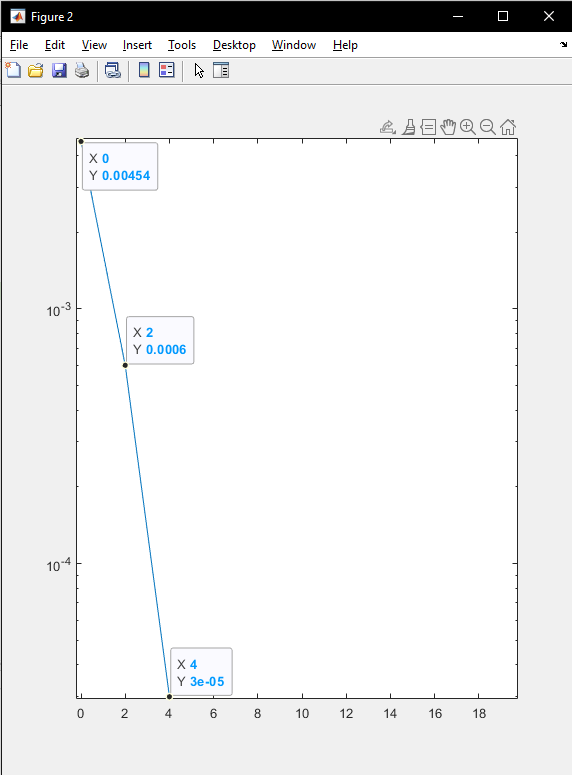 Figure 2
File Edit View Insert Tools Desktop Window Help
X 0
Y 0.00454
10-3
X 2
Y 0.0006
10-4
X 4
Y 3e-05
0 2 4 6 8 10 12 14 16 18